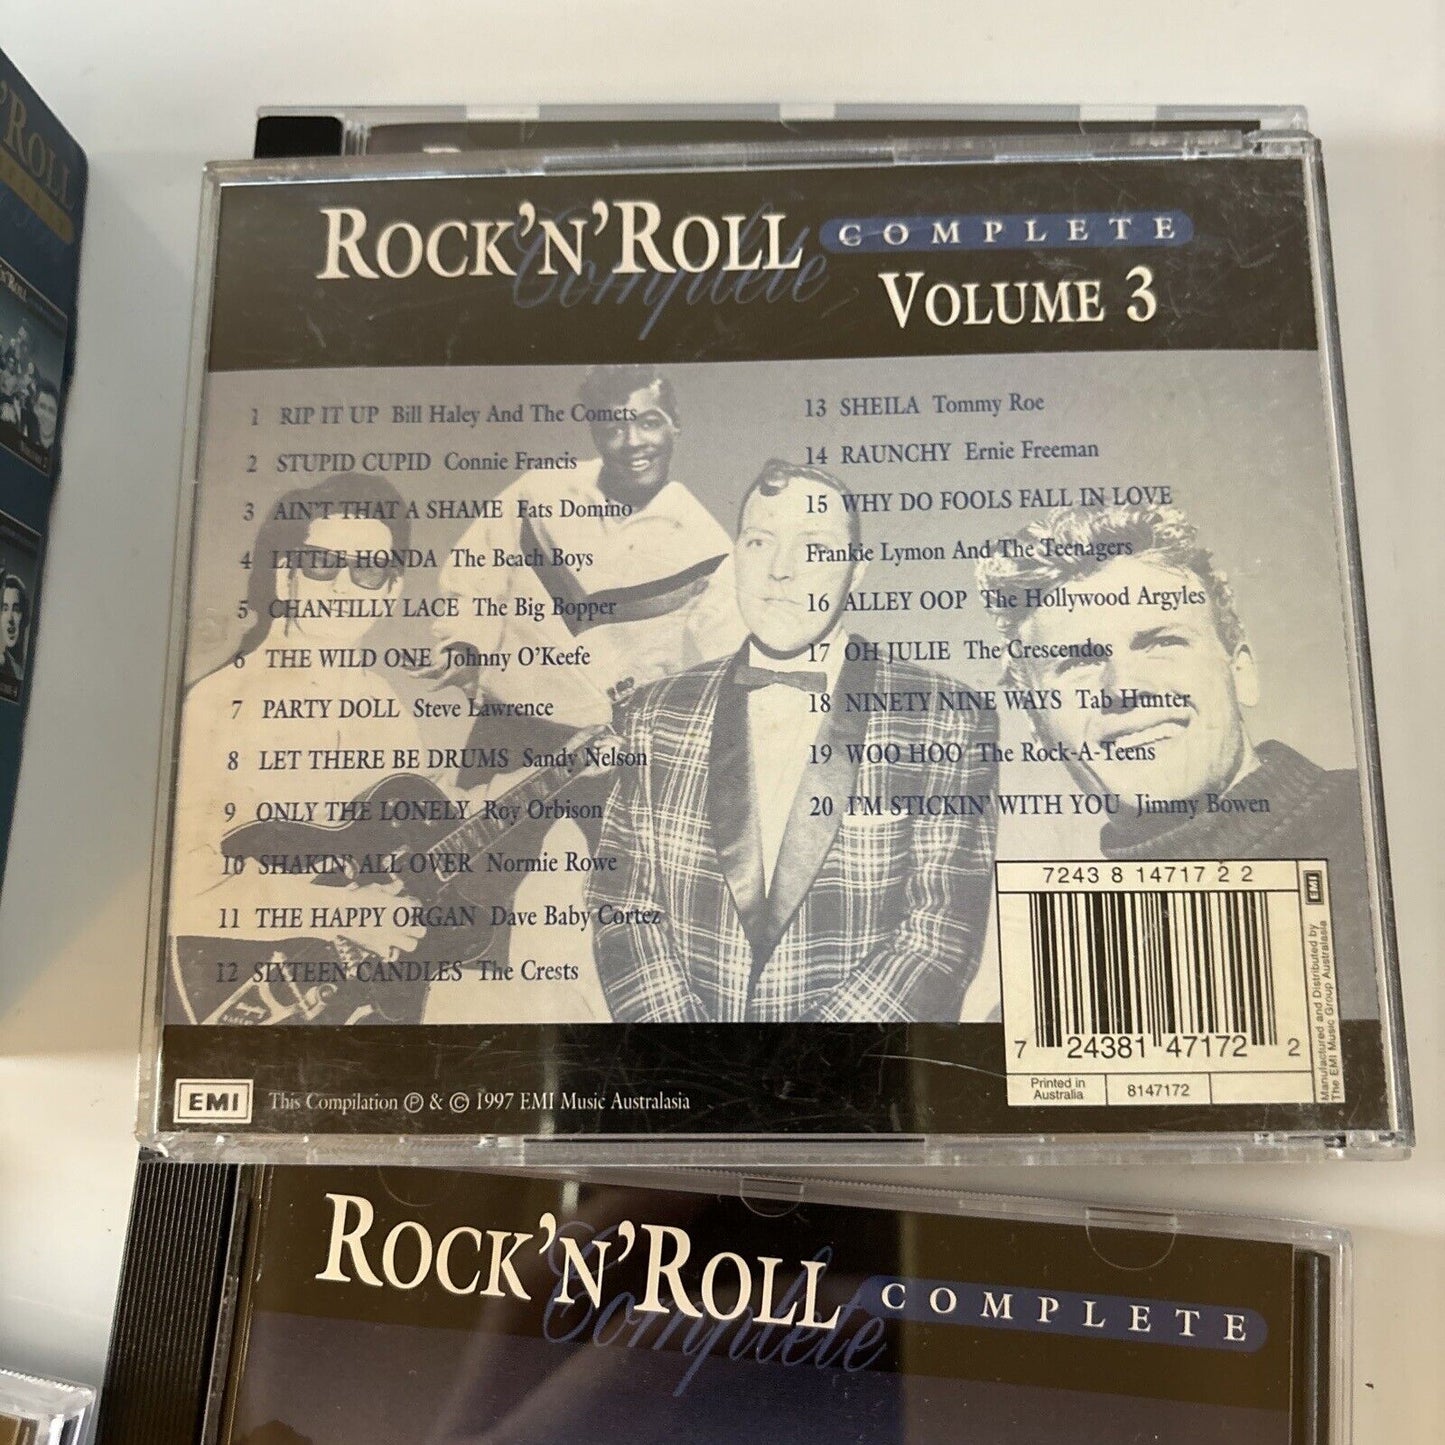 ROCK'N'ROLL COMPLETE
Complete
VOLUME 3
1 RIP IT UP Bill Haley And The Comets
2 STUPID CUPID Connie Francis
3 AIN'T THAT A SHAME Fats Domino
4 LITTLE HONDA The Beach Boys
5 CHANTILLY LACE The Big Bopper
6 THE WILD ONE Johnny O'Keefe
7 PARTY DOLL Steve Lawrence
8 LET THERE BE DRUMS Sandy Nelson
9 ONLY THE LONELY Roy Orbison
10 SHAKIN' ALL OVER Normie Rowe
11 THE HAPPY ORGAN Dave Baby Cortez
12 SIXTEEN CANDLES The Crests
13 SHEILA Tommy Roe
14 RAUNCHY Ernie Freeman
15 WHY DO FOOLS FALL IN LOVE
Frankie Lymon And The Teenagers
16 ALLEY OOP The Hollywood Argyles
17 OH JULIE The Crescendos
18 NINETY NINE WAYS Tab Hunter
19 WOO HOO The Rock-A-Teens
20 I'M STICKIN' WITH YOU Jimmy Bowen
7243 8 14717 2 2
7 24381 47172 2
Printed in
Australia
8147172
EMI
Manufactured and Distributed by
The EMI Music Group Australasia
EMI
This Compilation ℗ & © 1997 EMI Music Australasia
ROCK'N'ROLL COMPLETE
Complete
'ROLL